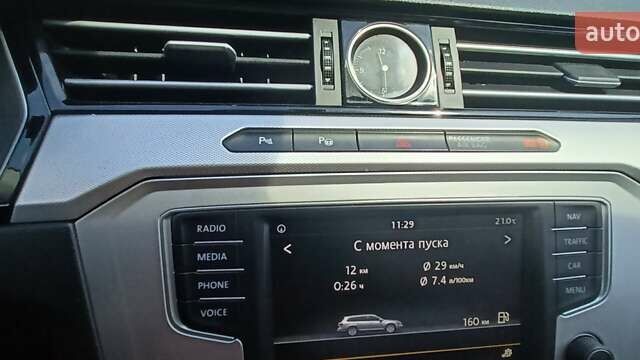 auto
12
PASSENGER
AIR BAG
RADIO
MEDIA
PHONE
VOICE
11:29
21.0°C
С момента пуска
12 км
Ø 29 км/ч
0:26 ч
Ø 7.4 л/100км
160 км
NAV
TRAFFIC
CAR
MENU